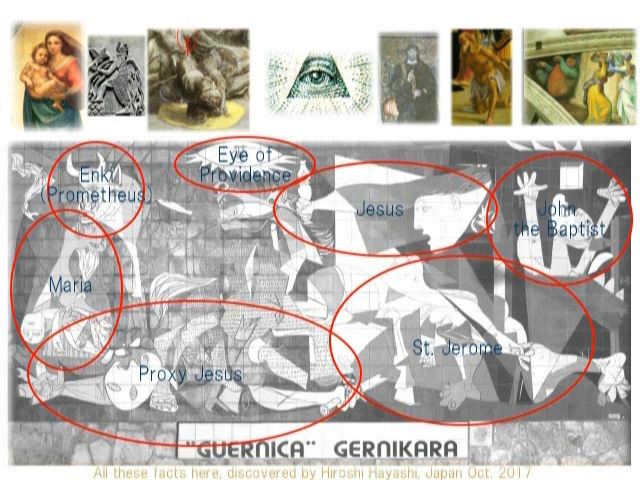 Eye of
Providence
Enki
(Prometheus)
Jesus
John
the Baptist
Maria
St. Jerome
Proxy Jesus
"GUERNICA" GERNIKARA
All these facts here, discovered by Hiroshi Hayashi, Japan Oct. 2017